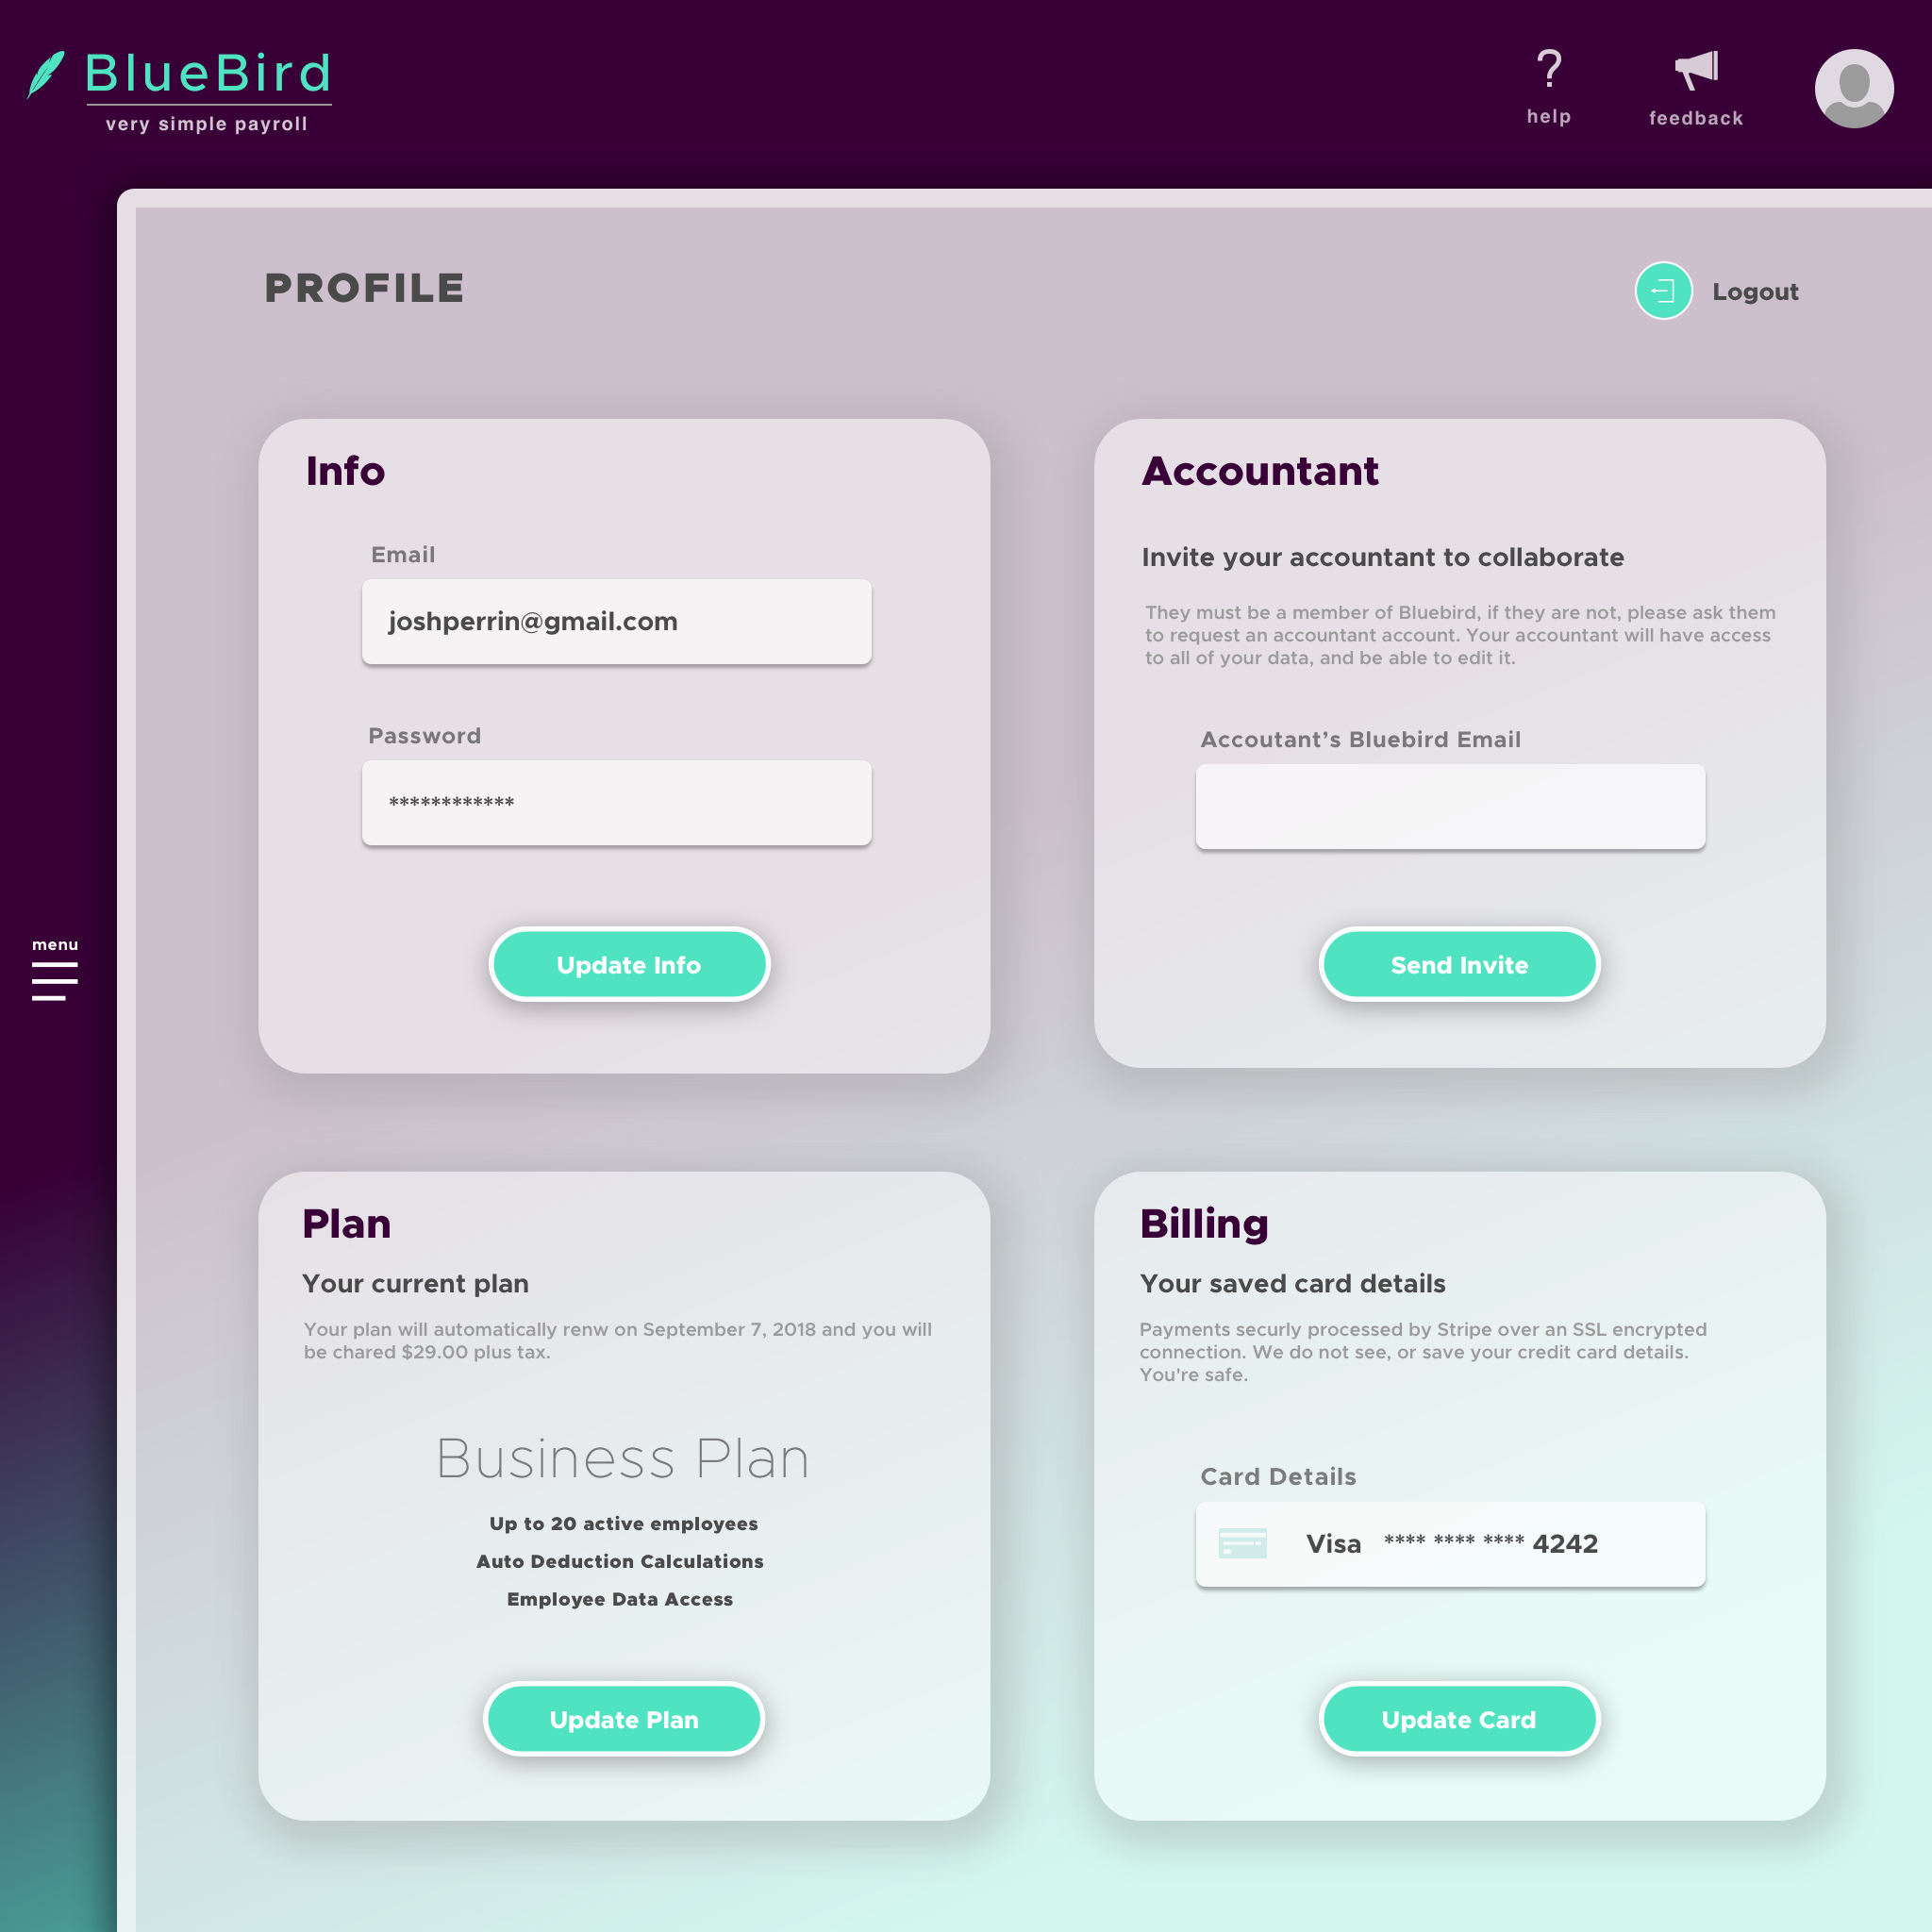 BlueBird
very simple payroll
?
help
feedback
PROFILE
Logout
Info
Email
joshperrin@gmail.com
Password
************
Update Info
Accountant
Invite your accountant to collaborate
They must be a member of Bluebird, if they are not, please ask them
to request an accountant account. Your accountant will have access
to all of your data, and be able to edit it.
Accoutant’s Bluebird Email
Send Invite
menu
Plan
Your current plan
Your plan will automatically renw on September 7, 2018 and you will
be chared $29.00 plus tax.
Business Plan
Up to 20 active employees
Auto Deduction Calculations
Employee Data Access
Update Plan
Billing
Your saved card details
Payments securly processed by Stripe over an SSL encrypted
connection. We do not see, or save your credit card details.
You're safe.
Card Details
Visa **** **** **** 4242
Update Card